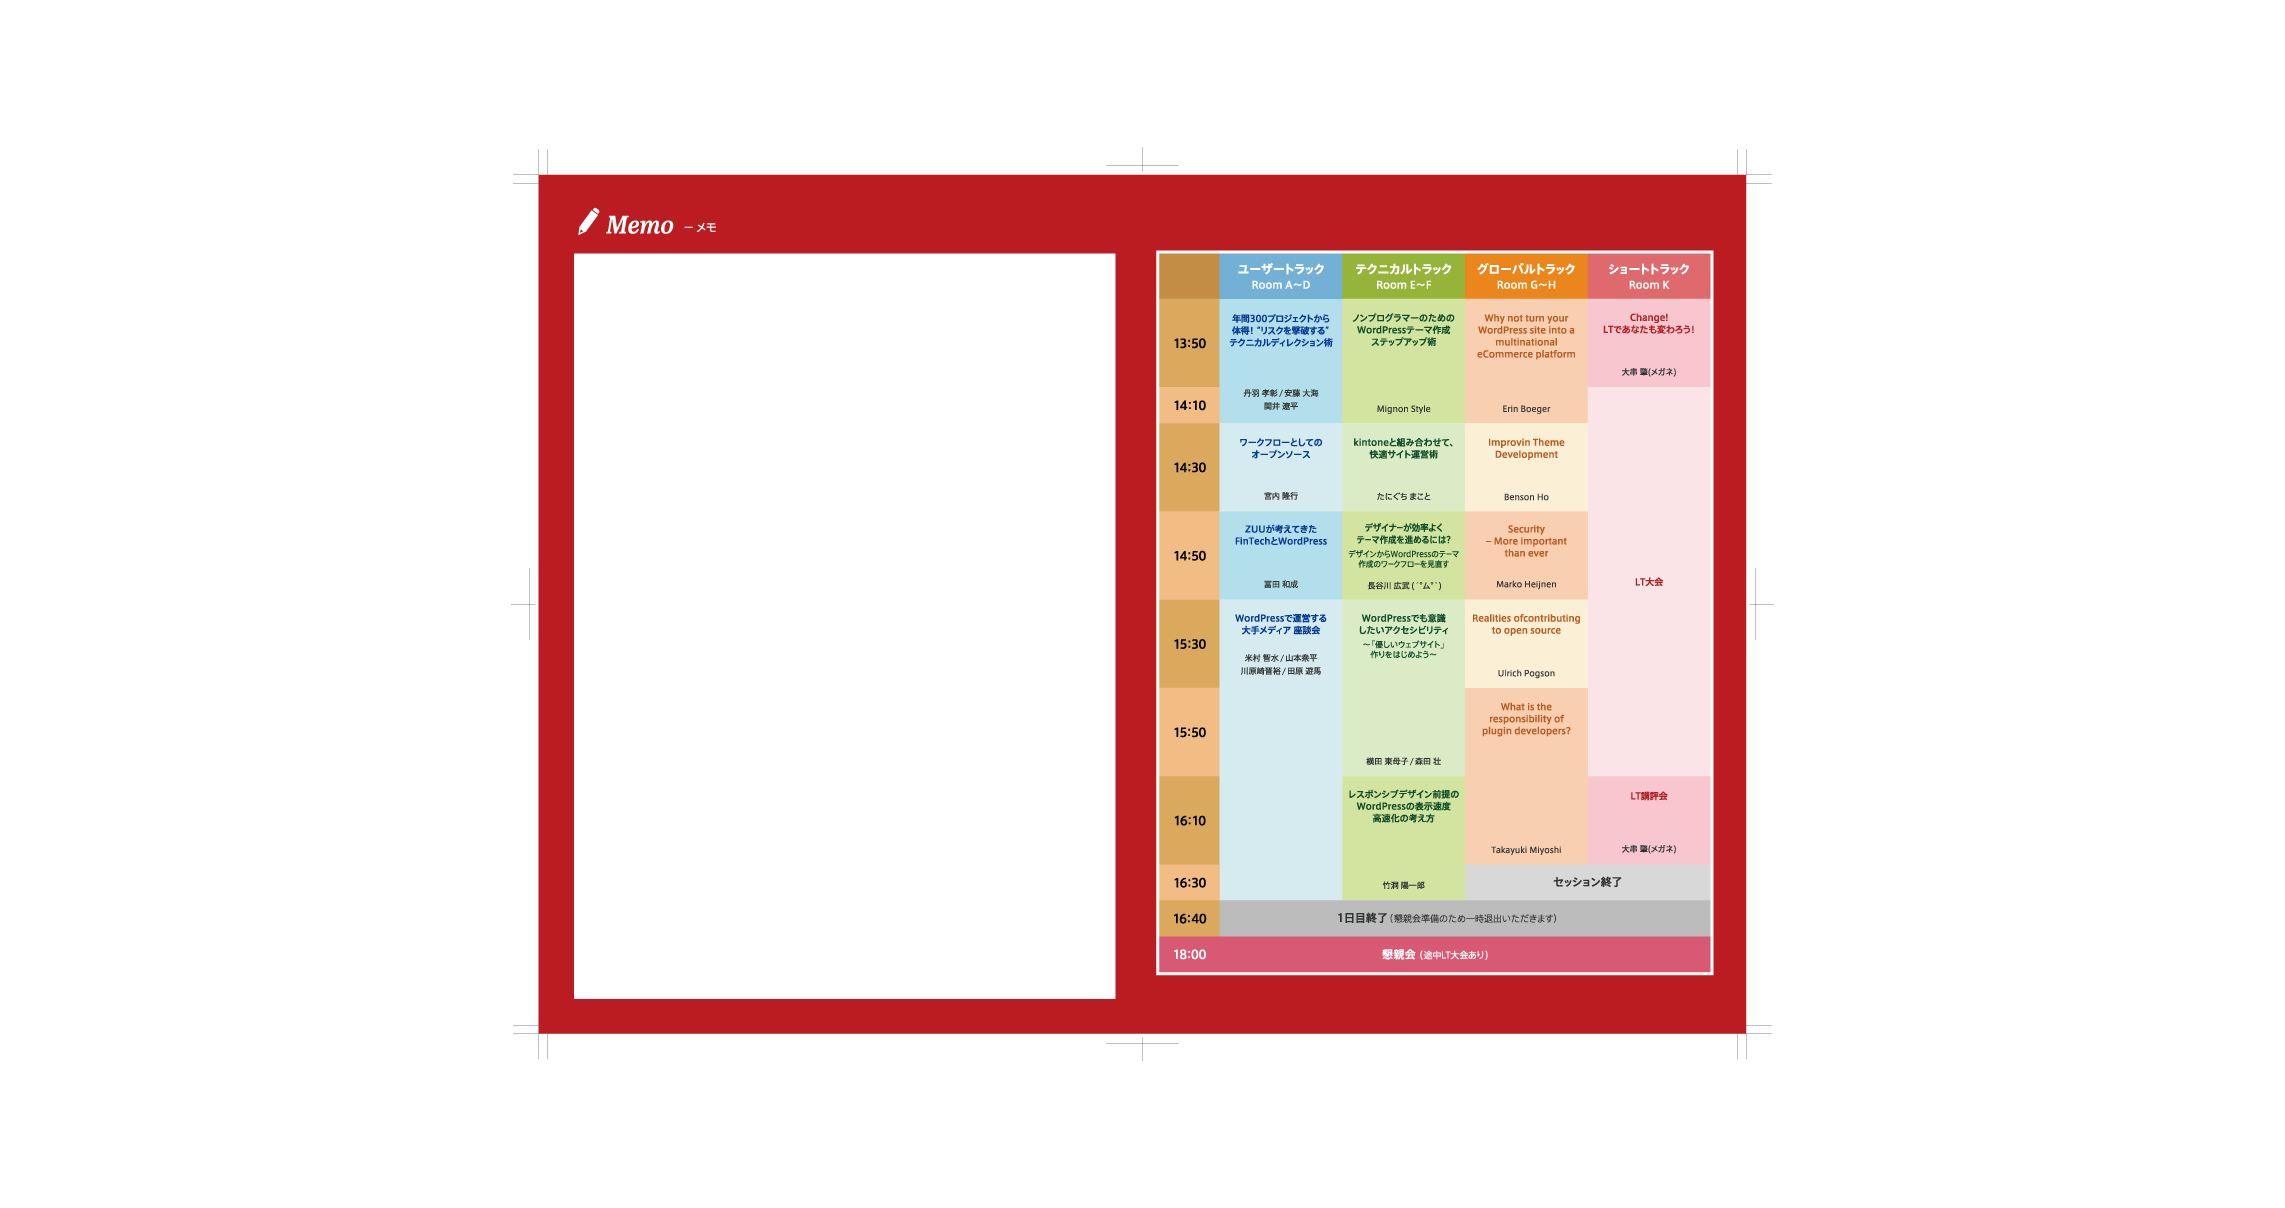 Memo ー メモ
ユーザートラック
Room A〜D
テクニカルトラック
Room E〜F
グローバルトラック
Room G〜H
ショートトラック
Room K
13:50
年間300プロジェクトから
体得! “リスクを撃破する”
テクニカルディレクション術
丹羽 孝彰 / 安藤 大海
関井 遼平
ノンプログラマーのための
WordPressテーマ作成
ステップアップ術
Mignon Style
Why not turn your
WordPress site into a
multinational
eCommerce platform
Erin Boeger
Change!
LTであなたも変わろう!
大串 肇(メガネ)
14:10
14:30
ワークフローとしての
オープンソース
宮内 隆行
kintoneと組み合わせて、
快適サイト運営術
たにぐち まこと
Improvin Theme
Development
Benson Ho
LT大会
14:50
ZUUが考えてきた
FinTechとWordPress
冨田 和成
デザイナーが効率よく
テーマ作成を進めるには?
デザインからWordPressのテーマ
作成のワークフローを見直す
長谷川 広武 ( ´°ム°`)
Security
– More important
than ever
Marko Heijnen
15:30
WordPressで運営する
大手メディア 座談会
米村 智水 / 山本衆平
川原崎晋裕 / 田原 遊馬
WordPressでも意識
したいアクセシビリティ
〜「優しいウェブサイト」
作りをはじめよう〜
横田 東母子 / 森田 壮
Realities ofcontributing
to open source
Ulrich Pogson
15:50
What is the
responsibility of
plugin developers?
Takayuki Miyoshi
16:10
レスポンシブデザイン前提の
WordPressの表示速度
高速化の考え方
竹洞 陽一郎
LT講評会
大串 肇(メガネ)
16:30
セッション終了
16:40
1日目終了 (懇親会準備のため一時退出いただきます)
18:00
懇親会 (途中LT大会あり)